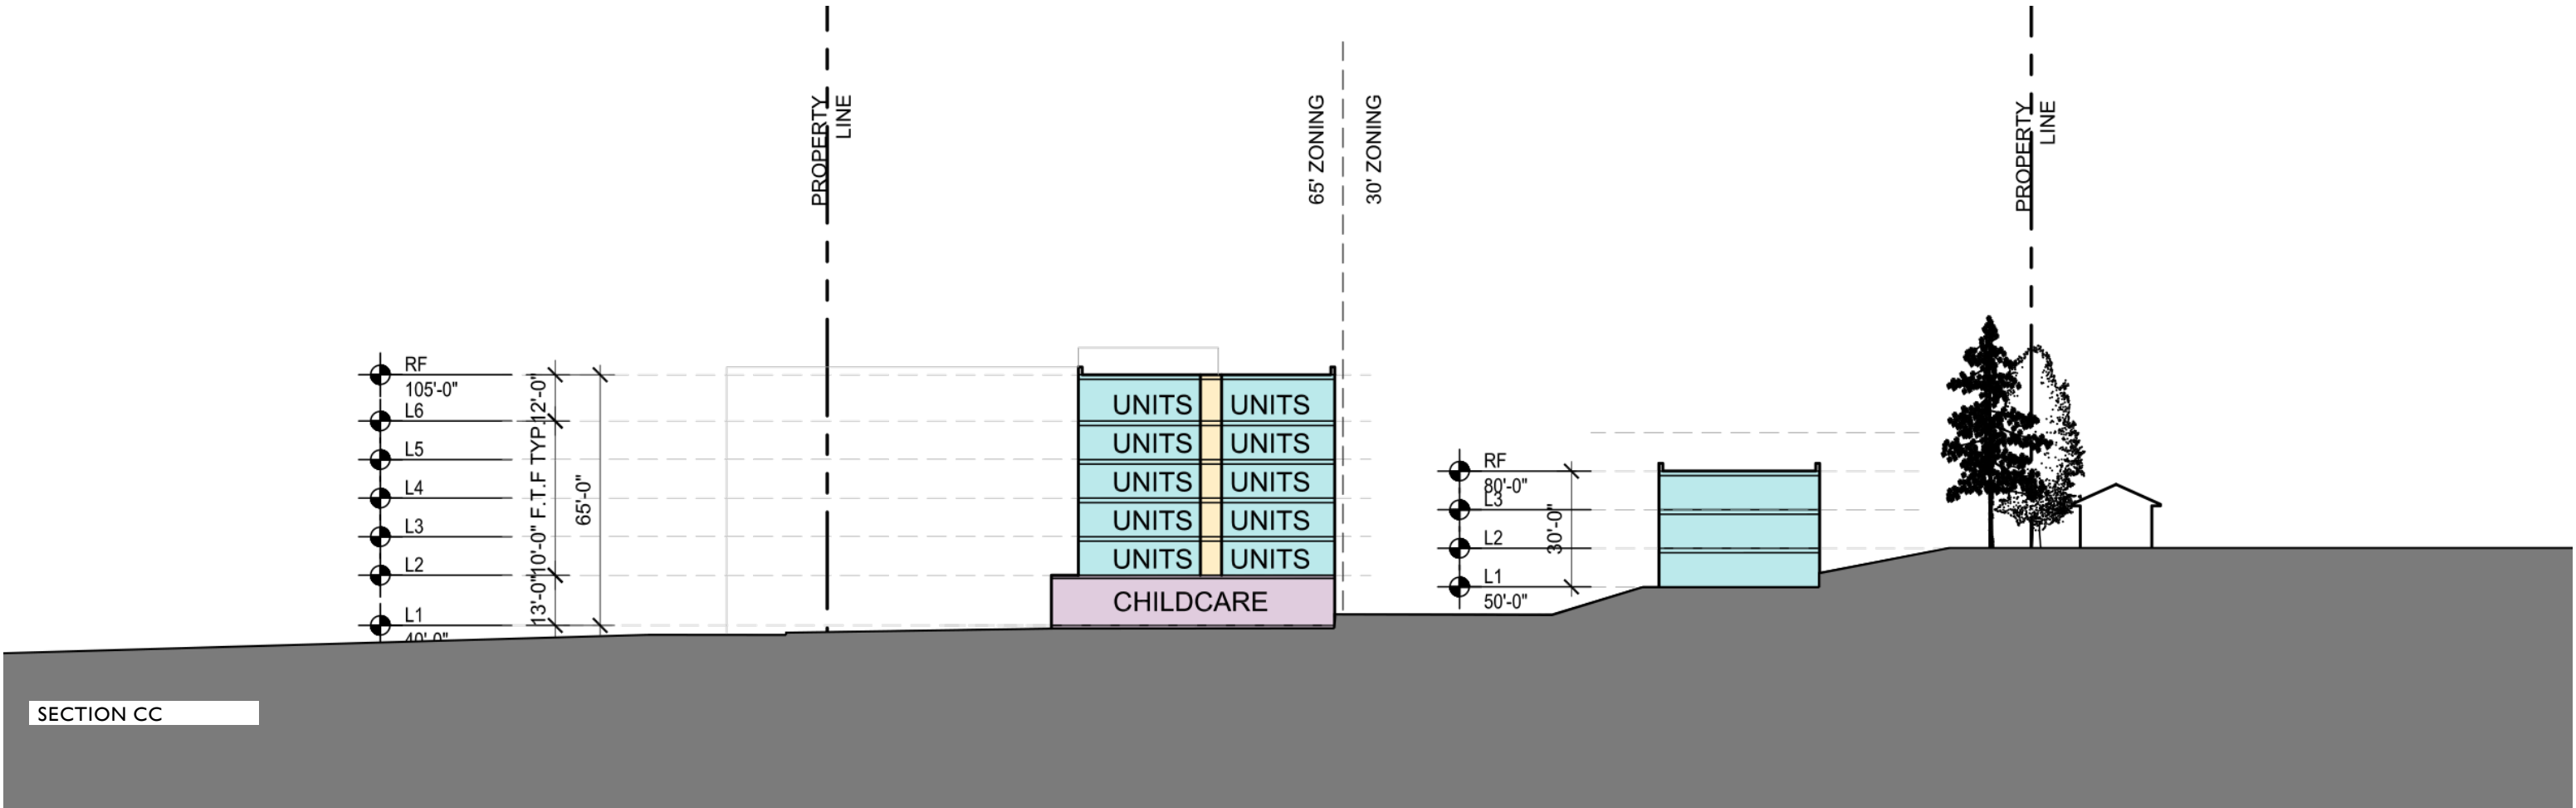 PROPERTY
LINE
65' ZONING
30' ZONING
PROPERTY
LINE
RF
105'-0"
L6
L5
L4
L3
L2
L1
40'-0"
12'-0"
10'-0" F.T.F TYP.
13'-0"
65'-0"
UNITS UNITS
UNITS UNITS
UNITS UNITS
UNITS UNITS
UNITS UNITS
CHILDCARE
RF
80'-0"
L3
L2
L1
50'-0"
30'-0"
SECTION CC